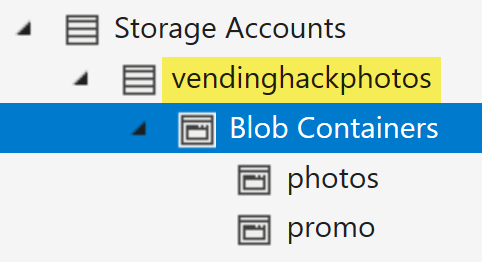 Storage Accounts
vendinghackphotos
Blob Containers
photos
promo